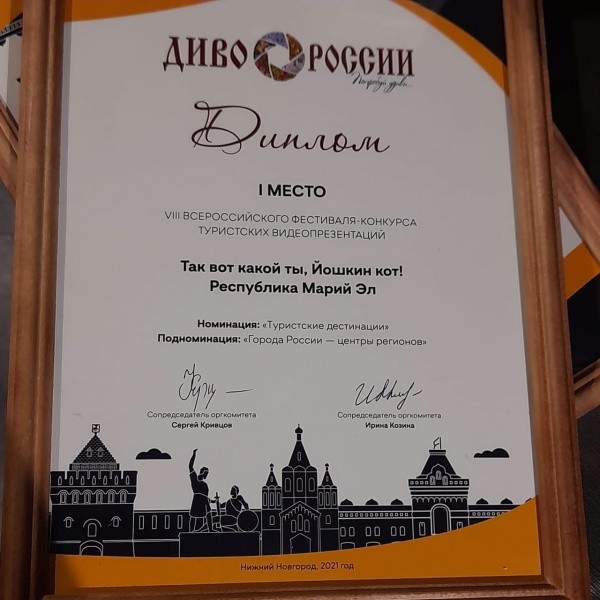 ДИВО РОССИИ
Попробуй, удиви...
Диплом
I МЕСТО
VIII ВСЕРОССИЙСКОГО ФЕСТИВАЛЯ-КОНКУРСА
ТУРИСТСКИХ ВИДЕОПРЕЗЕНТАЦИЙ
Так вот какой ты, Йошкин кот!
Республика Марий Эл
Номинация: «Туристские дестинации»
Подноминация: «Города России — центры регионов»
Сопредседатель оргкомитета
Сергей Кривцов
Сопредседатель оргкомитета
Ирина Козина
Нижний Новгород, 2021 год